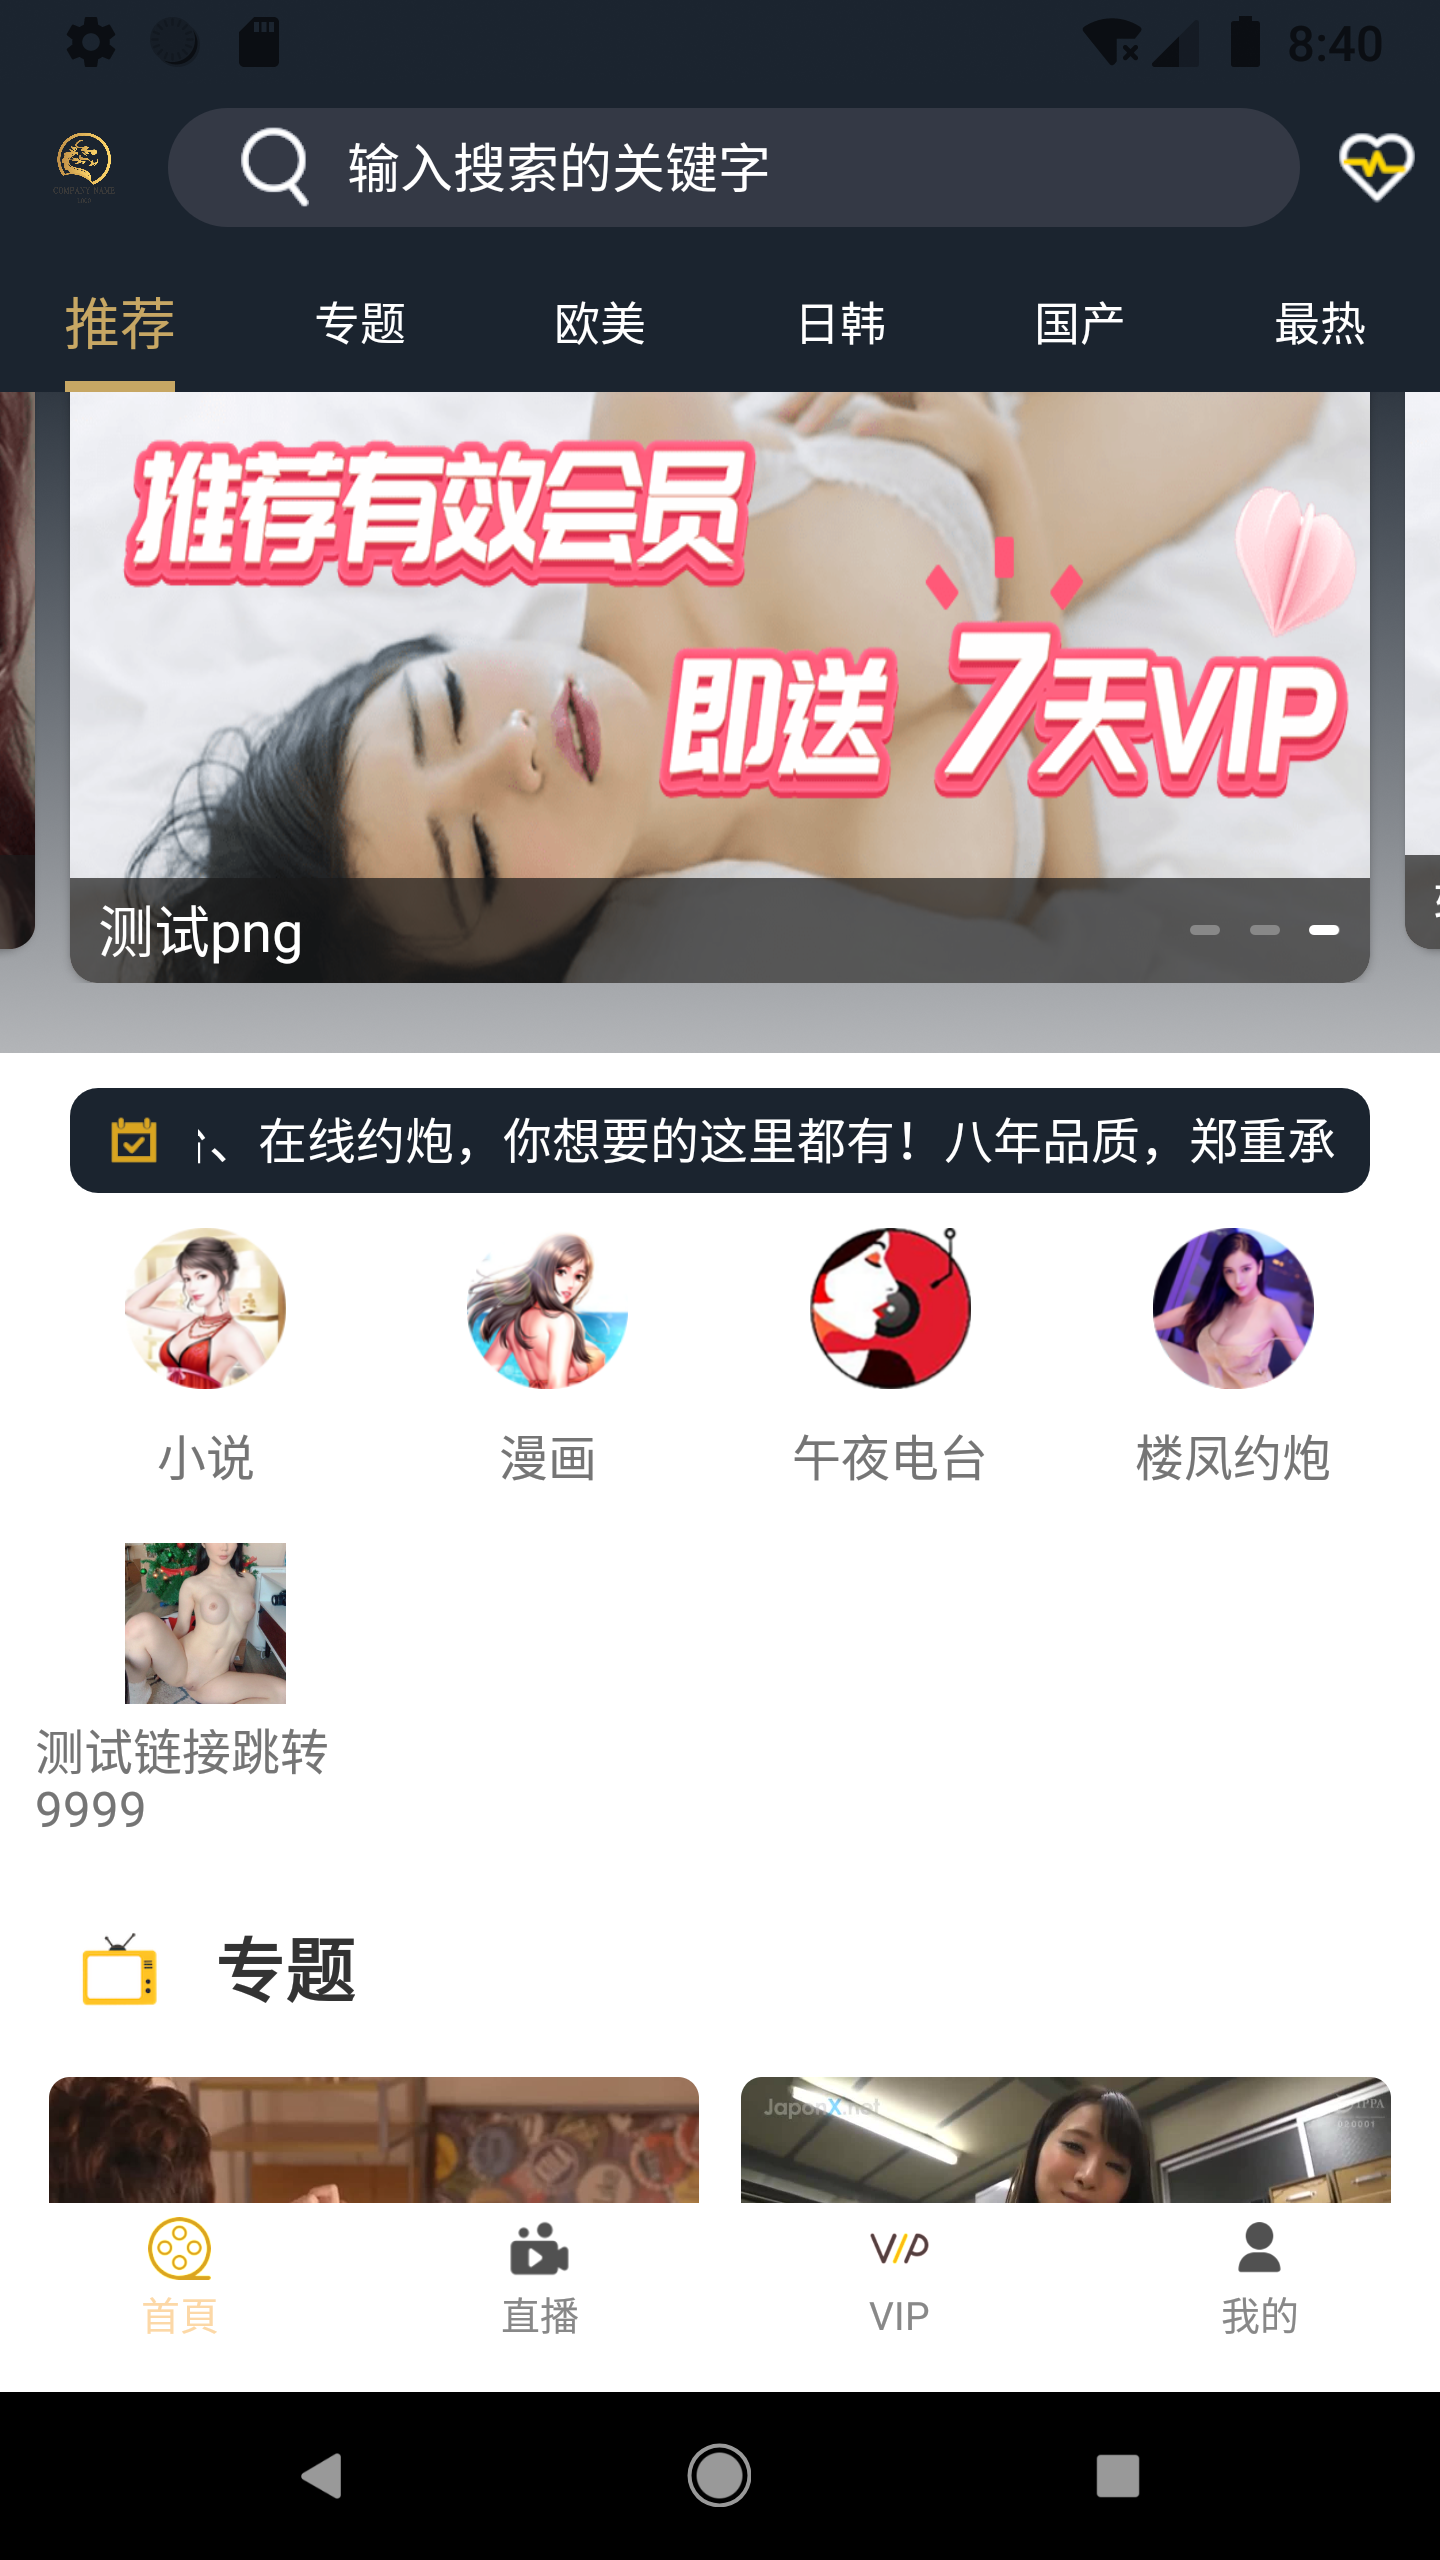 8:40
COMPANY NAME
输入搜索的关键字
推荐 专题 欧美 日韩 国产 最热
推荐有效会员
即送 7天VIP
测试png
、在线约炮，你想要的这里都有！八年品质，郑重承
小说 漫画 午夜电台 楼凤约炮
测试链接跳转
9999
专题
JaponX.net
020001
首頁 直播 VIP 我的